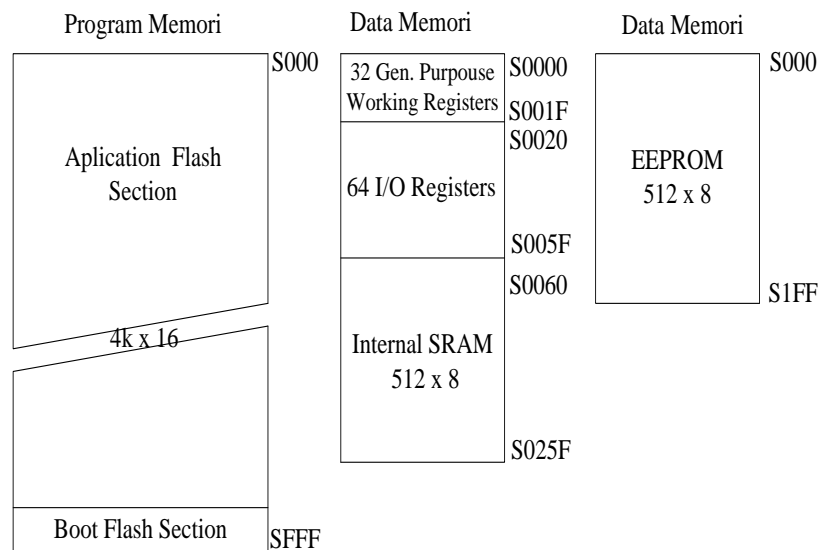 Program Memori
S000
Aplication Flash
Section
4k x 16
Boot Flash Section
SFFF
Data Memori
32 Gen. Purpouse
Working Registers
S0000
S001F
S0020
64 I/O Registers
S005F
S0060
Internal SRAM
512 x 8
S025F
Data Memori
S000
EEPROM
512 x 8
S1FF